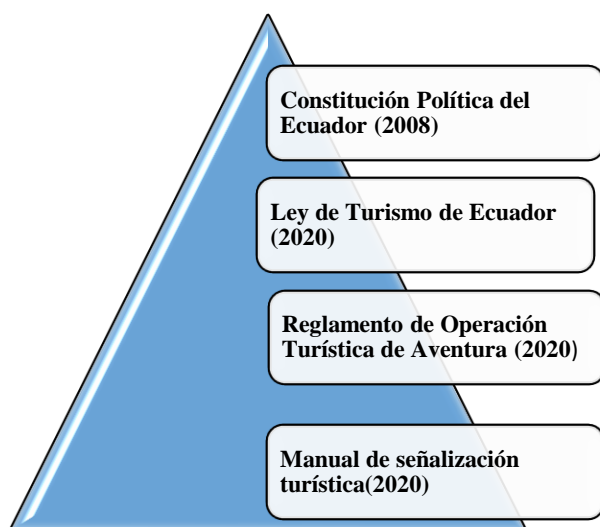 Constitución Política del
Ecuador (2008)
Ley de Turismo de Ecuador
(2020)
Reglamento de Operación
Turística de Aventura (2020)
Manual de señalización
turística(2020)